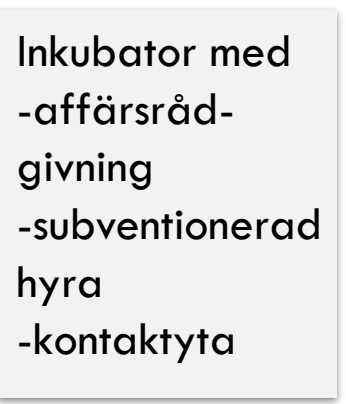 Inkubator med
-affärsråd-
givning
-subventionerad
hyra
-kontaktyta